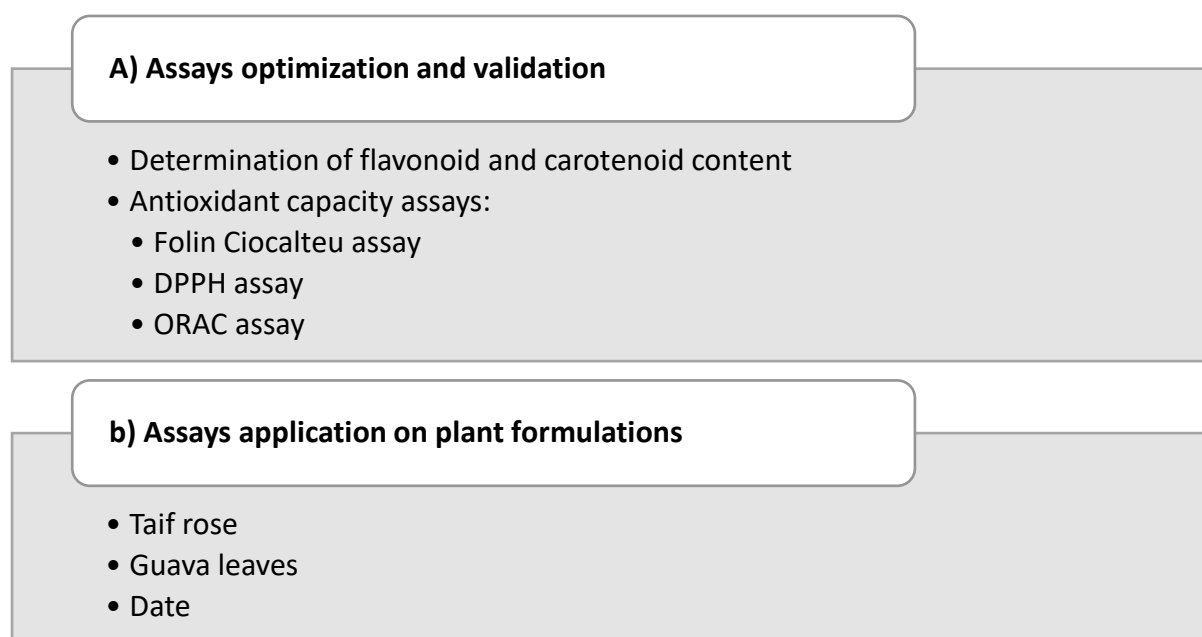 A) Assays optimization and validation
• Determination of flavonoid and carotenoid content
• Antioxidant capacity assays:
• Folin Ciocalteu assay
• DPPH assay
• ORAC assay
b) Assays application on plant formulations
• Taif rose
• Guava leaves
• Date